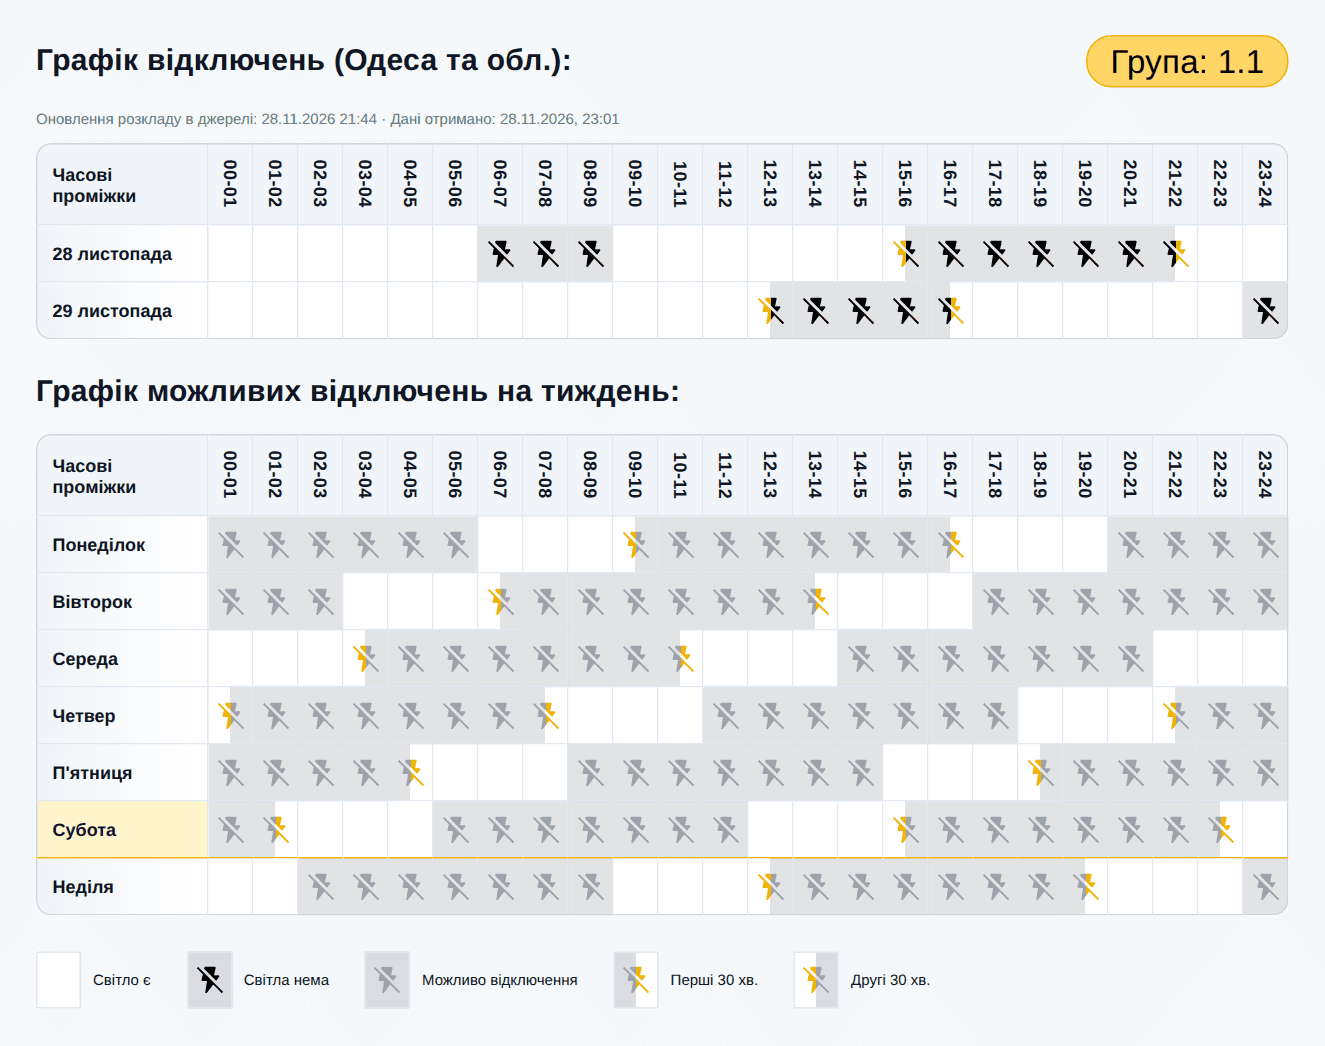 Графік відключень (Одеса та обл.):
Група: 1.1
Оновлення розкладу в джерелі: 28.11.2026 21:44 · Дані отримано: 28.11.2026, 23:01
Часові проміжки 00-01 01-02 02-03 03-04 04-05 05-06 06-07 07-08 08-09 09-10 10-11 11-12 12-13 13-14 14-15 15-16 16-17 17-18 18-19 19-20 20-21 21-22 22-23 23-24
28 листопада
29 листопада
Графік можливих відключень на тиждень:
Часові проміжки 00-01 01-02 02-03 03-04 04-05 05-06 06-07 07-08 08-09 09-10 10-11 11-12 12-13 13-14 14-15 15-16 16-17 17-18 18-19 19-20 20-21 21-22 22-23 23-24
Понеділок
Вівторок
Середа
Четвер
П'ятниця
Субота
Неділя
Світло є Світла нема Можливо відключення Перші 30 хв. Другі 30 хв.